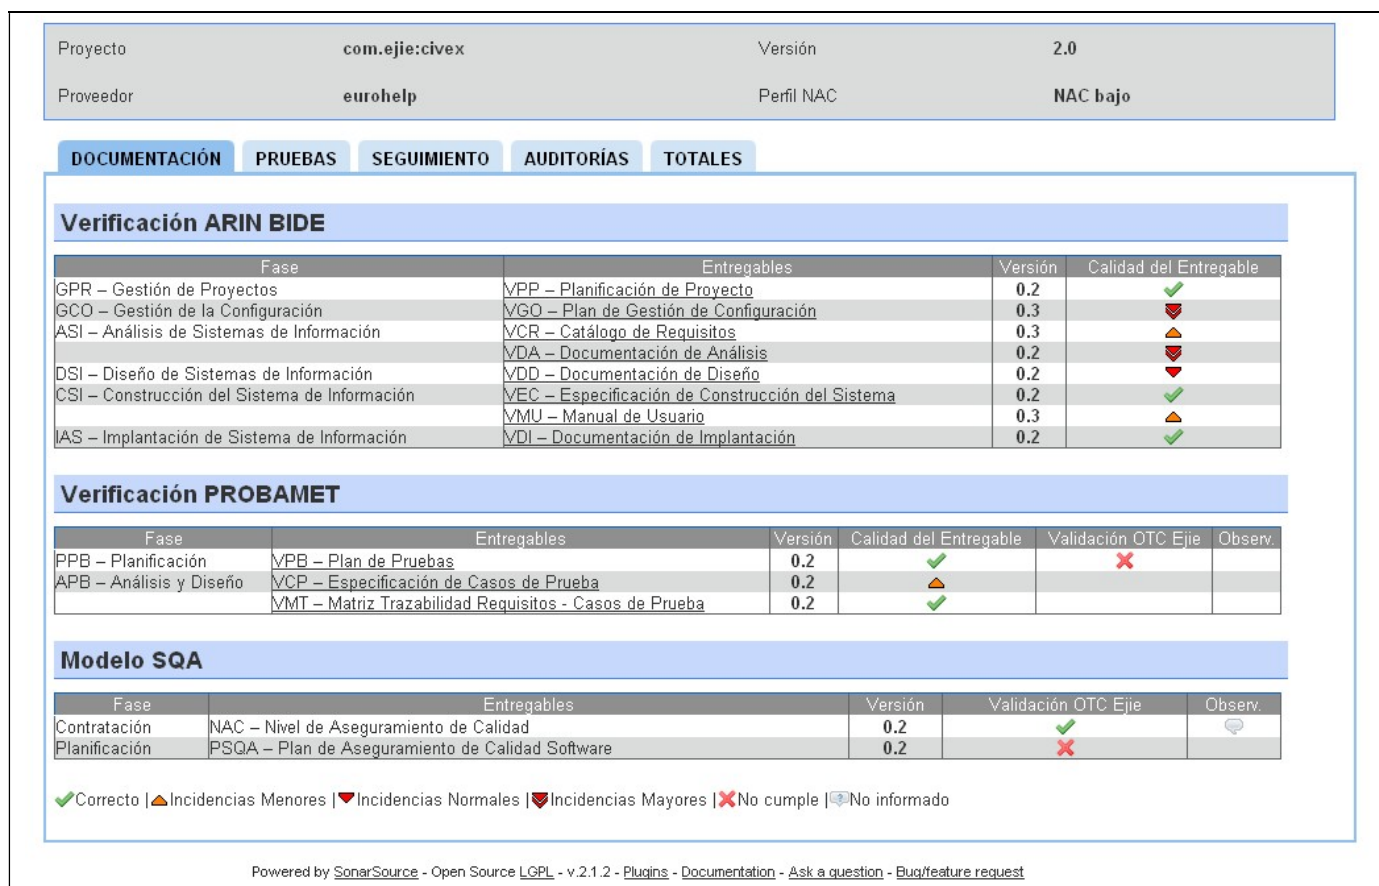 Proyecto com.ejie:civex Versión 2.0
Proveedor eurohelp Perfil NAC NAC bajo
DOCUMENTACIÓN PRUEBAS SEGUIMIENTO AUDITORÍAS TOTALES
Verificación ARIN BIDE
Fase Entregables Versión Calidad del Entregable
GPR – Gestión de Proyectos VPP – Planificación de Proyecto 0.2
GCO – Gestión de la Configuración VGO – Plan de Gestión de Configuración 0.3
ASI – Análisis de Sistemas de Información VCR – Catálogo de Requisitos 0.3
VDA – Documentación de Análisis 0.2
DSI – Diseño de Sistemas de Información VDD – Documentación de Diseño 0.2
CSI – Construcción del Sistema de Información VEC – Especificación de Construcción del Sistema 0.2
VMU – Manual de Usuario 0.3
IAS – Implantación de Sistema de Información VDI – Documentación de Implantación 0.2
Verificación PROBAMET
Fase Entregables Versión Calidad del Entregable Validación OTC Ejie Observ.
PPB – Planificación VPB – Plan de Pruebas 0.2
APB – Análisis y Diseño VCP – Especificación de Casos de Prueba 0.2
VMT – Matriz Trazabilidad Requisitos - Casos de Prueba 0.2
Modelo SQA
Fase Entregables Versión Validación OTC Ejie Observ.
Contratación NAC – Nivel de Aseguramiento de Calidad 0.2
Planificación PSQA – Plan de Aseguramiento de Calidad Software 0.2
Correcto | Incidencias Menores | Incidencias Normales | Incidencias Mayores | No cumple | No informado
Powered by SonarSource - Open Source LGPL - v.2.1.2 - Plugins - Documentation - Ask a question - Bug/feature request